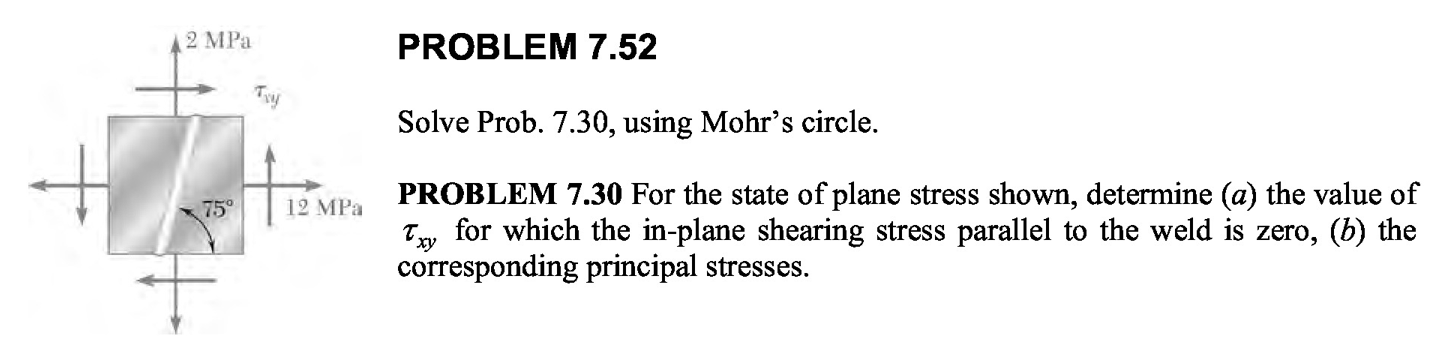 2 MPa
τxy
75°
12 MPa
PROBLEM 7.52
Solve Prob. 7.30, using Mohr’s circle.
PROBLEM 7.30 For the state of plane stress shown, determine (a) the value of
τxy for which the in-plane shearing stress parallel to the weld is zero, (b) the
corresponding principal stresses.